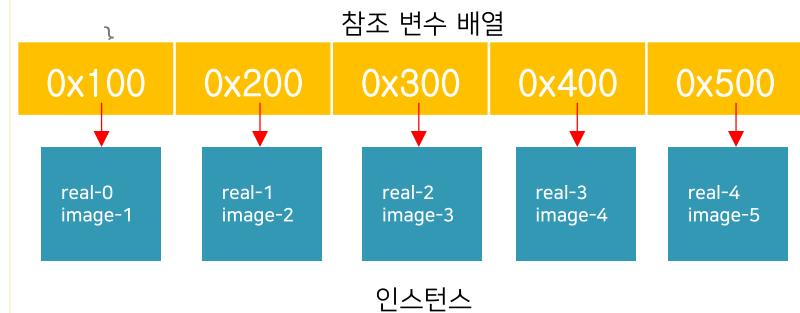 참조 변수 배열
}
0x100 0x200 0x300 0x400 0x500
real-0
image-1
real-1
image-2
real-2
image-3
real-3
image-4
real-4
image-5
인스턴스